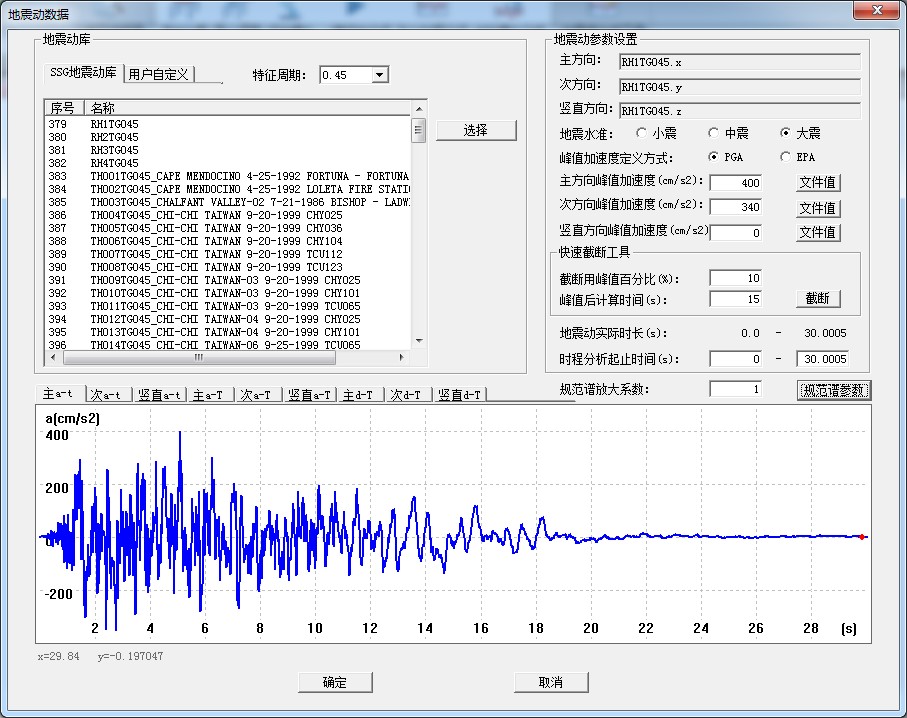 地震动数据
地震动库
SSG地震动库 用户自定义 特征周期: 0.45
序号 名称
379 RH1TG045
380 RH2TG045
381 RH3TG045
382 RH4TG045
383 TH001TG045_CAPE MENDOCINO 4-25-1992 FORTUNA - FORTUNA
384 TH002TG045_CAPE MENDOCINO 4-25-1992 LOLETA FIRE STATI
385 TH003TG045_CHALFANT VALLEY-02 7-21-1986 BISHOP - LADW
386 TH004TG045_CHI-CHI TAIWAN 9-20-1999 CHY025
387 TH005TG045_CHI-CHI TAIWAN 9-20-1999 CHY036
388 TH006TG045_CHI-CHI TAIWAN 9-20-1999 CHY104
389 TH007TG045_CHI-CHI TAIWAN 9-20-1999 TCU112
390 TH008TG045_CHI-CHI TAIWAN 9-20-1999 TCU123
391 TH009TG045_CHI-CHI TAIWAN-03 9-20-1999 CHY025
392 TH010TG045_CHI-CHI TAIWAN-03 9-20-1999 CHY101
393 TH011TG045_CHI-CHI TAIWAN-03 9-20-1999 TCU065
394 TH012TG045_CHI-CHI TAIWAN-04 9-20-1999 CHY025
395 TH013TG045_CHI-CHI TAIWAN-04 9-20-1999 CHY101
396 TH014TG045_CHI-CHI TAIWAN-06 9-25-1999 TCU065
选择
地震动参数设置
主方向: RH1TG045.x
次方向: RH1TG045.y
竖直方向: RH1TG045.z
地震水准: 小震 中震 大震
峰值加速度定义方式: PGA EPA
主方向峰值加速度(cm/s2): 400 文件值
次方向峰值加速度(cm/s2): 340 文件值
竖直方向峰值加速度(cm/s2) 0 文件值
快速截断工具
截断用峰值百分比(%): 10
峰值后计算时间(s): 15 截断
地震动实际时长(s): 0.0 - 30.0005
时程分析起止时间(s): 0 - 30.0005
规范谱放大系数: 1 规范谱参数
主a-t 次a-t 竖直a-t 主a-T 次a-T 竖直a-T 主d-T 次d-T 竖直d-T
a(cm/s2)
400
200
0
-200
2 4 6 8 10 12 14 16 18 20 22 24 26 28 (s)
x=29.84 y=-0.197047
确定 取消